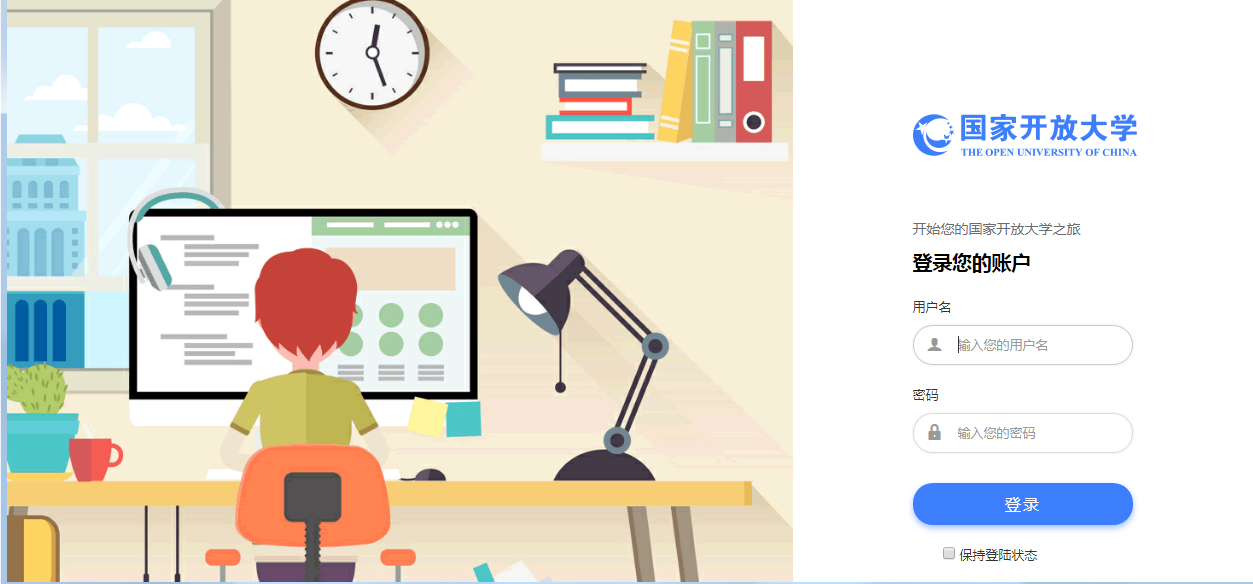 国家开放大学
THE OPEN UNIVERSITY OF CHINA
开始您的国家开放大学之旅
登录您的账户
用户名
输入您的用户名
密码
输入您的密码
登录
保持登陆状态